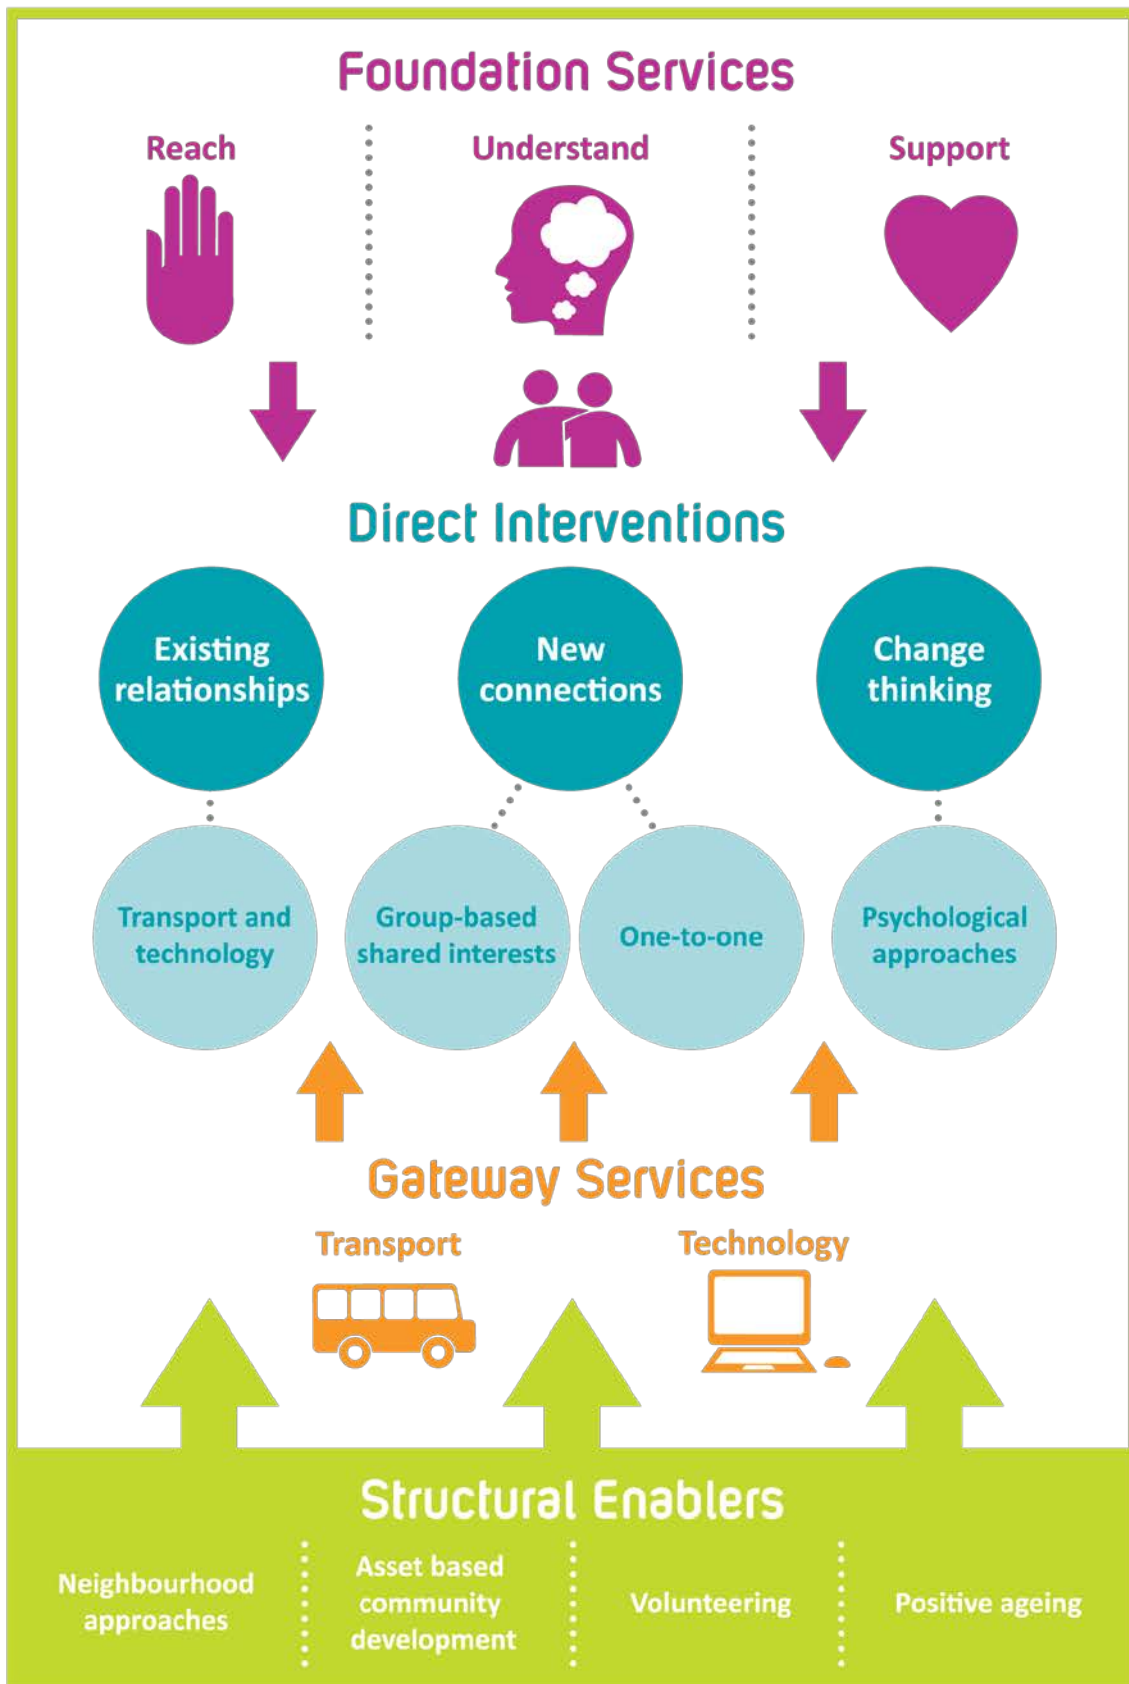 Foundation Services
Reach
Understand
Support
Direct Interventions
Existing
relationships
New
connections
Change
thinking
Transport and
technology
Group-based
shared interests
One-to-one
Psychological
approaches
Gateway Services
Transport
Technology
Structural Enablers
Neighbourhood
approaches
Asset based
community
development
Volunteering
Positive ageing